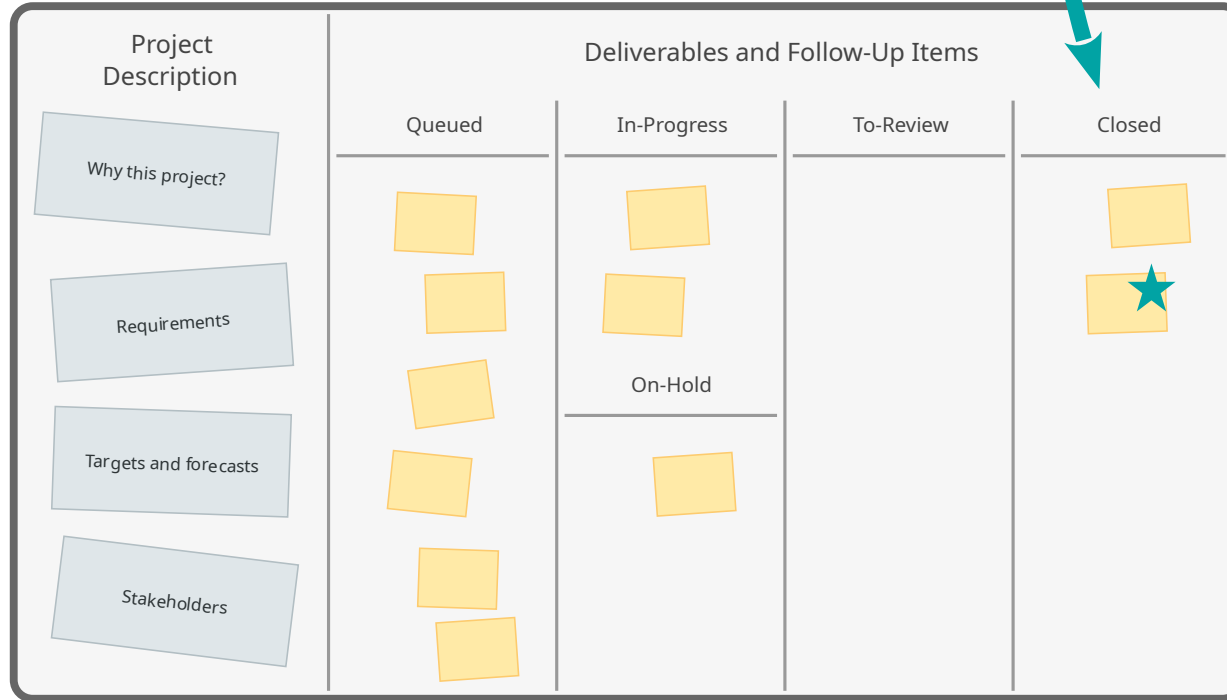 Project
Description
Deliverables and Follow-Up Items
Queued
In-Progress
To-Review
Closed
Why this project?
Requirements
On-Hold
Targets and forecasts
Stakeholders